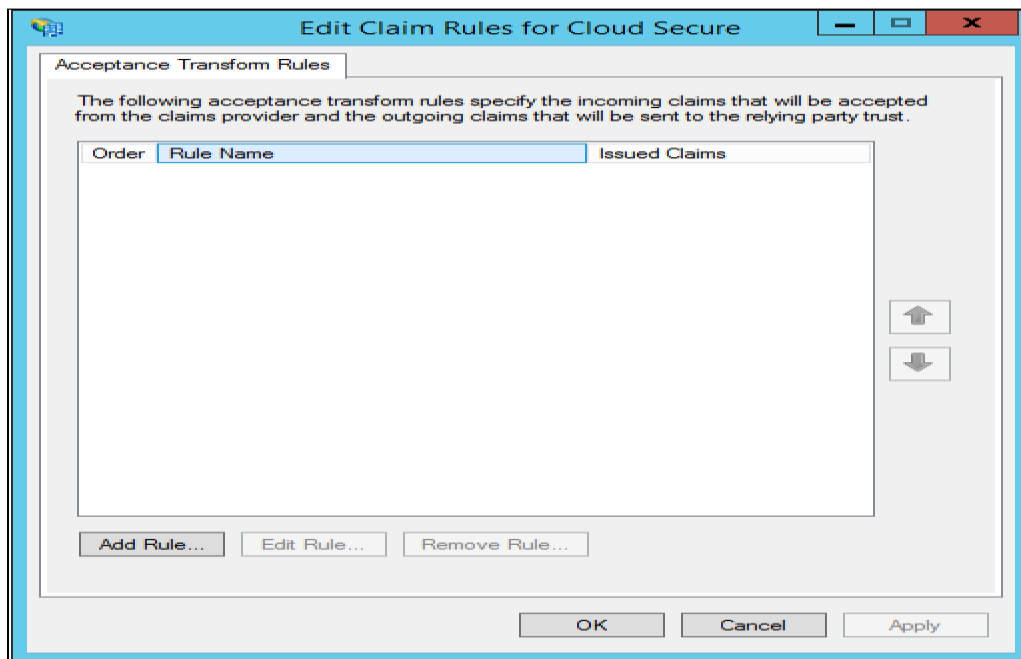 Edit Claim Rules for Cloud Secure
Acceptance Transform Rules
The following acceptance transform rules specify the incoming claims that will be accepted
from the claims provider and the outgoing claims that will be sent to the relying party trust.
Order Rule Name Issued Claims
Add Rule... Edit Rule... Remove Rule...
OK Cancel Apply